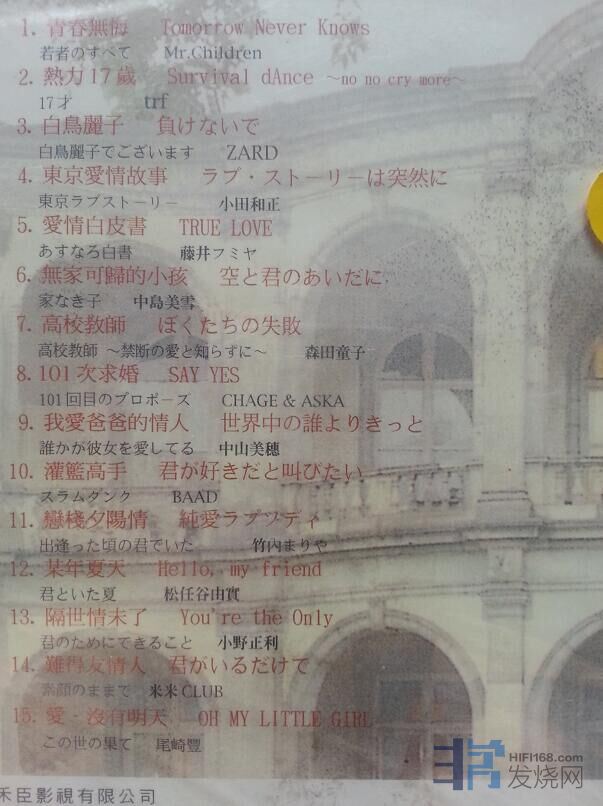 1. 青春無悔 Tomorrow Never Knows
若者のすべて Mr.Children
2. 熱力17歲 Survival dAnce ～no no cry more～
17才 trf
3. 白鳥麗子 負けないで
白鳥麗子でございます ZARD
4. 東京愛情故事 ラブ・ストーリーは突然に
東京ラブストーリー 小田和正
5. 愛情白皮書 TRUE LOVE
あすなろ白書 藤井フミヤ
6. 無家可歸的小孩 空と君のあいだに
家なき子 中島美雪
7. 高校教師 ぼくたちの失敗
高校教師 ～禁断の愛と知らずに～ 森田童子
8. 101次求婚 SAY YES
101回目のプロポーズ CHAGE & ASKA
9. 我愛爸爸的情人 世界中の誰よりきっと
誰かが彼女を愛してる 中山美穗
10. 灌籃高手 君が好きだと叫びたい
スラムダンク BAAD
11. 戀棧夕陽情 純愛ラプソディ
出逢った頃の君でいた 竹內まりや
12. 某年夏天 Hello, my friend
君といた夏 松任谷由實
13. 隔世情未了 You're the Only
君のためにできること 小野正利
14. 難得有情人 君がいるだけで
素顔のままで 米米CLUB
15. 愛‧沒有明天 OH MY LITTLE GIRL
この世の果て 尾崎豐
禾臣影視有限公司
HIFI168.com
发烧网